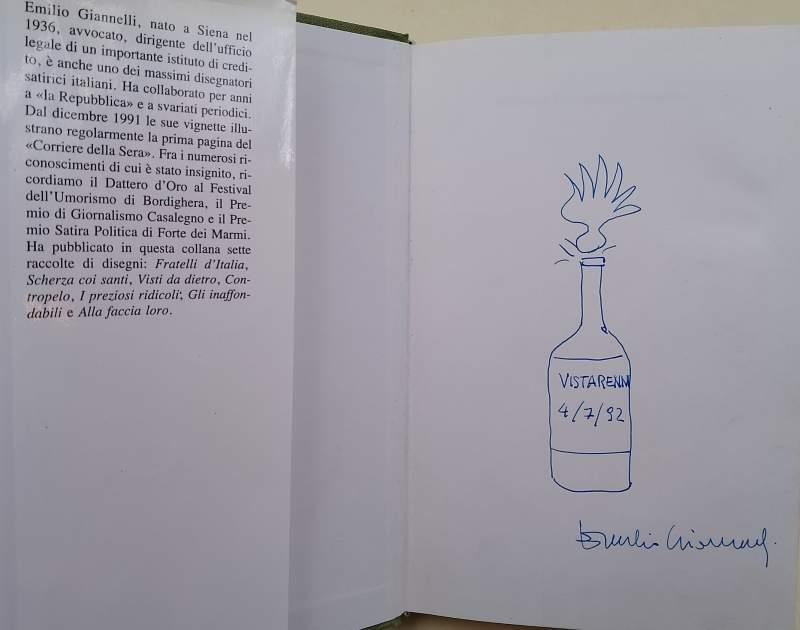 Emilio Giannelli, nato a Siena nel
1936, avvocato, dirigente dell'ufficio
legale di un importante istituto di credi-
to, è anche uno dei massimi disegnatori
satirici italiani. Ha collaborato per anni
a «la Repubblica» e a svariati periodici.
Dal dicembre 1991 le sue vignette illu-
strano regolarmente la prima pagina del
«Corriere della Sera». Fra i numerosi ri-
conoscimenti di cui è stato insignito, ri-
cordiamo il Dattero d'Oro al Festival
dell'Umorismo di Bordighera, il Pre-
mio di Giornalismo Casalegno e il Pre-
mio Satira Politica di Forte dei Marmi.
Ha pubblicato in questa collana sette
raccolte di disegni: Fratelli d'Italia,
Scherza coi santi, Visti da dietro, Con-
tropelo, I preziosi ridicoli, Gli inaffon-
dabili e Alla faccia loro.
VISTARENNI
4/7/92
Emilio Giannelli